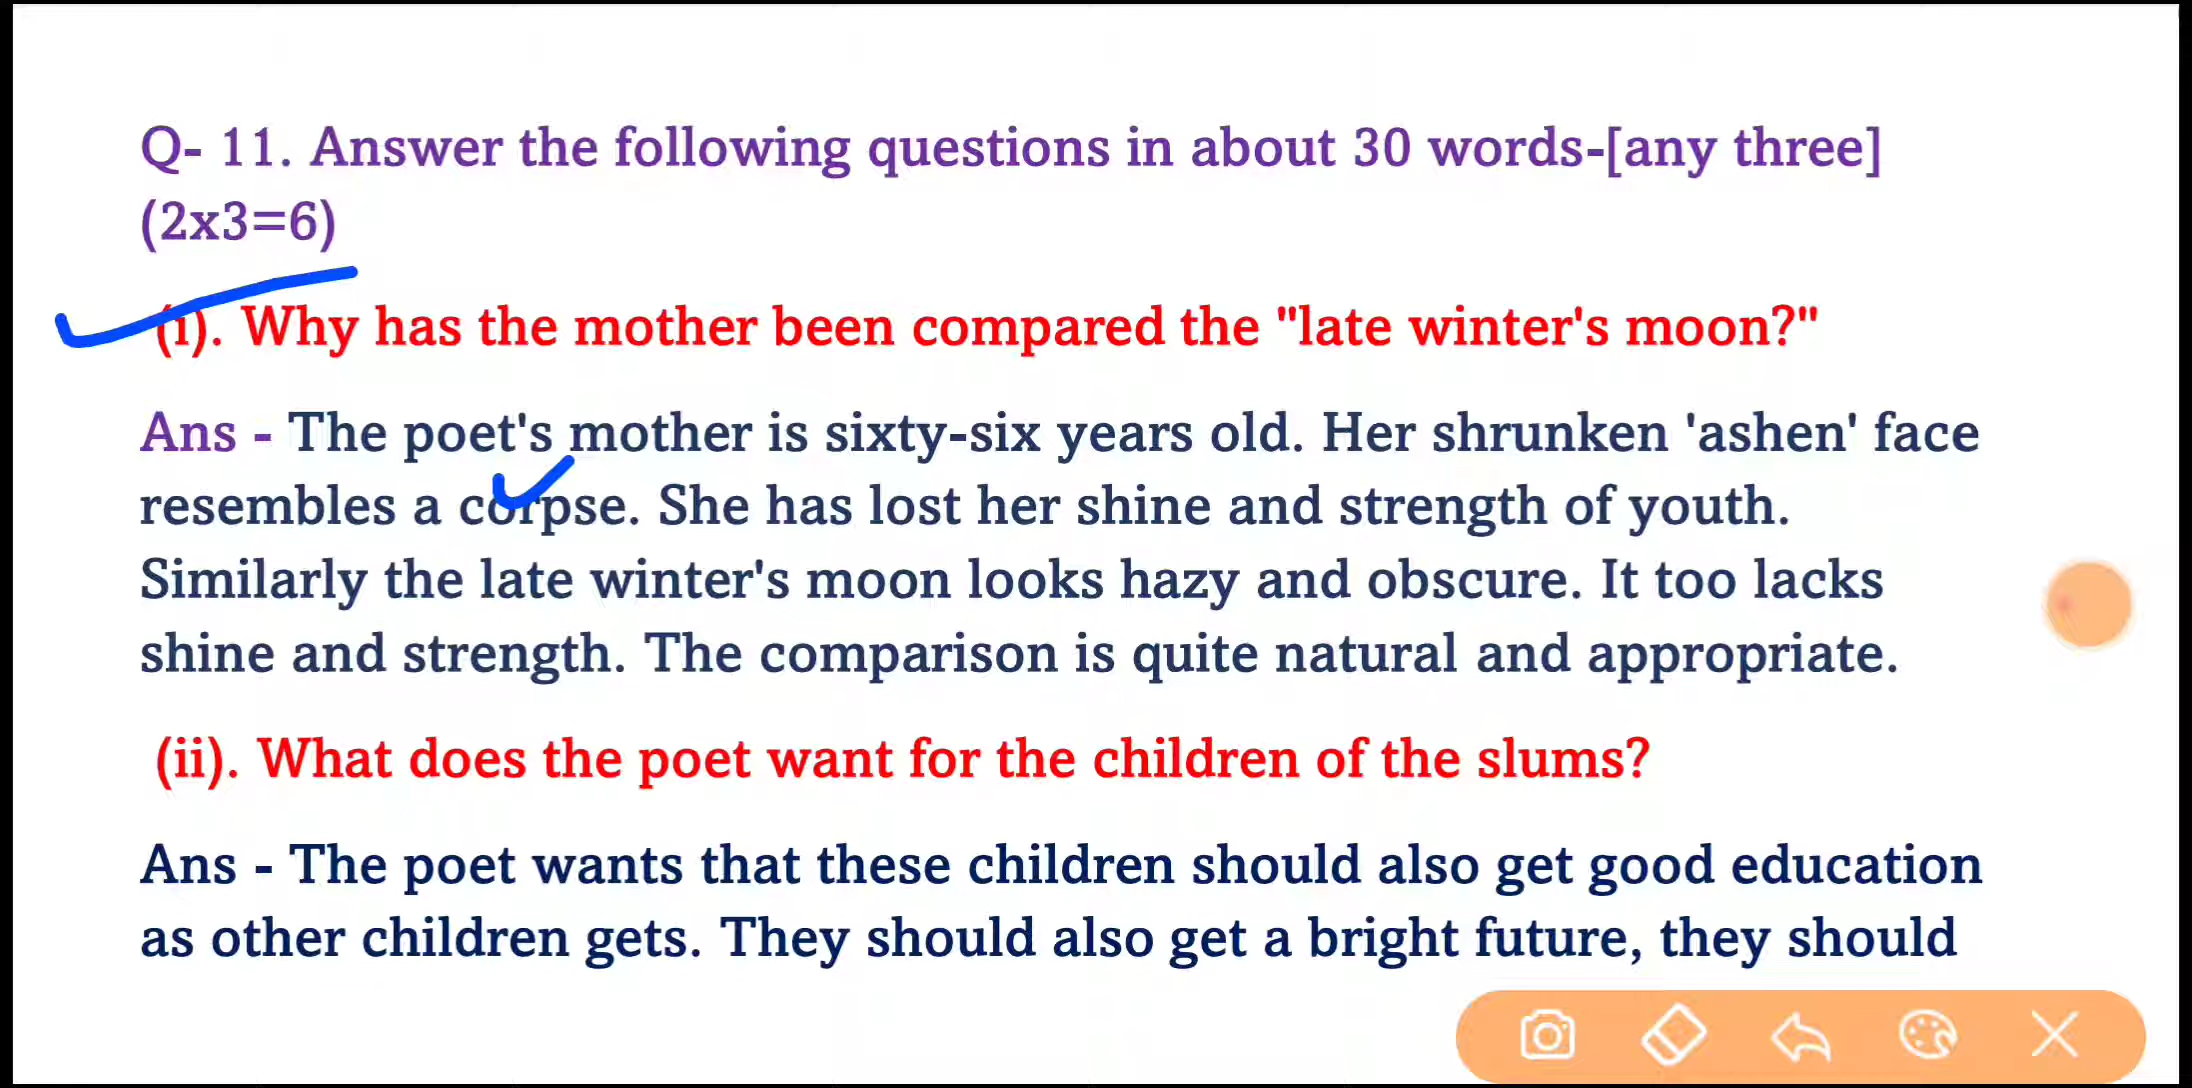 Q- 11. Answer the following questions in about 30 words-[any three]
(2x3=6)
(i). Why has the mother been compared the "late winter's moon?"
Ans - The poet's mother is sixty-six years old. Her shrunken 'ashen' face
resembles a corpse. She has lost her shine and strength of youth.
Similarly the late winter's moon looks hazy and obscure. It too lacks
shine and strength. The comparison is quite natural and appropriate.
(ii). What does the poet want for the children of the slums?
Ans - The poet wants that these children should also get good education
as other children gets. They should also get a bright future, they should